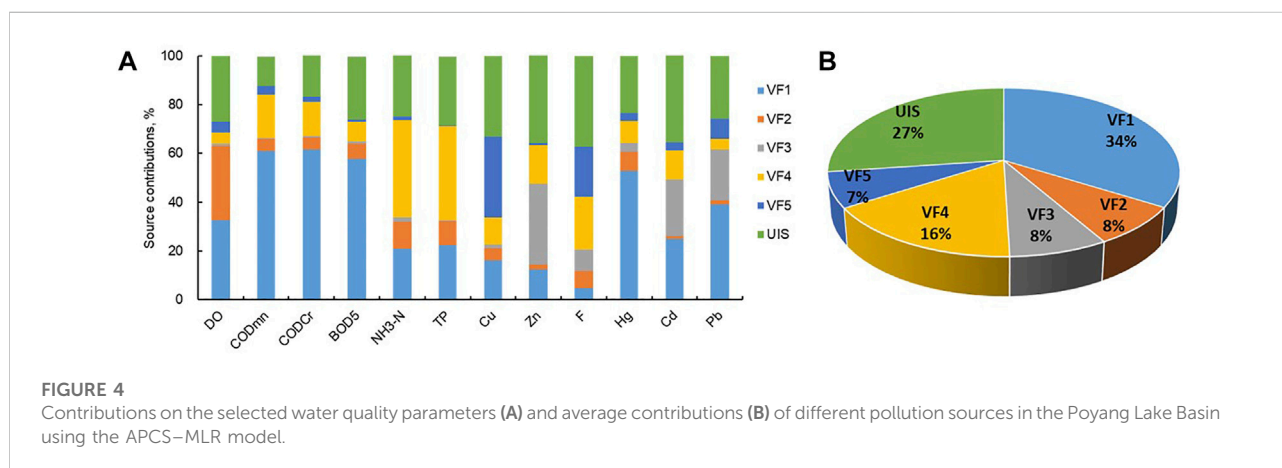 A
Source contributions, %
100
80
60
40
20
0
DO
CODmn
CODCr
BOD5
NH3-N
TP
Cu
Zn
F
Hg
Cd
Pb
VF1
VF2
VF3
VF4
VF5
UIS
B
UIS
27%
VF1
34%
VF5
7%
VF4
16%
VF3
8%
VF2
8%
FIGURE 4
Contributions on the selected water quality parameters (A) and average contributions (B) of different pollution sources in the Poyang Lake Basin
using the APCS–MLR model.